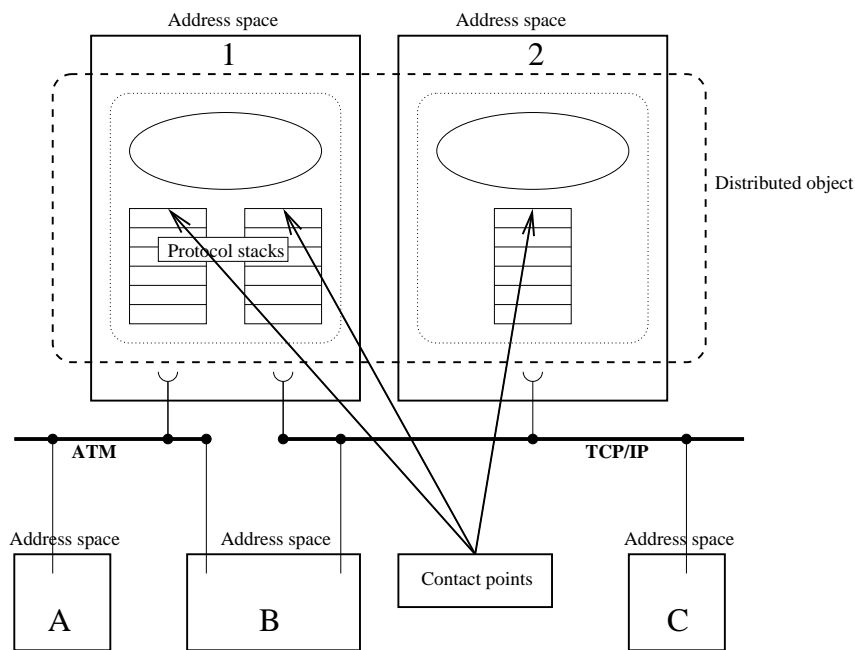 Address space
Address space
1
2
Distributed object
Protocol stacks
ATM
TCP/IP
Address space
Address space
Address space
Contact points
A
B
C